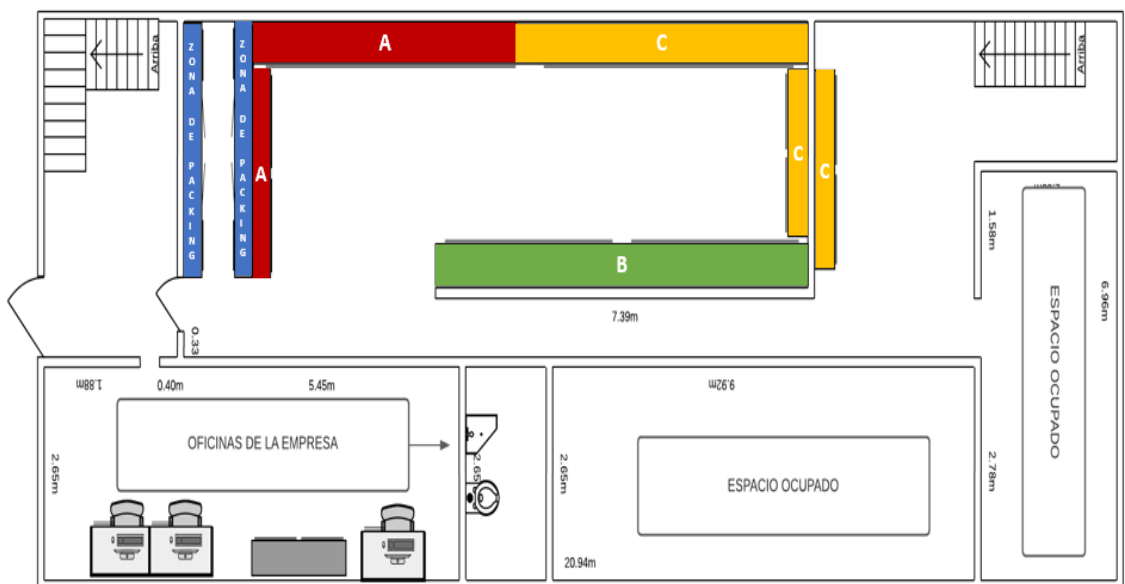 Arriba
Arriba
ZONA DE PACKING
ZONA DE PACKING
A
C
A
C
C
B
7.39m
0.33
1.58m
6.96m
ESPACIO OCUPADO
1.88m
0.40m
5.45m
9.92m
OFICINAS DE LA EMPRESA
2.65m
2.65
2.65m
2.78m
ESPACIO OCUPADO
20.94m